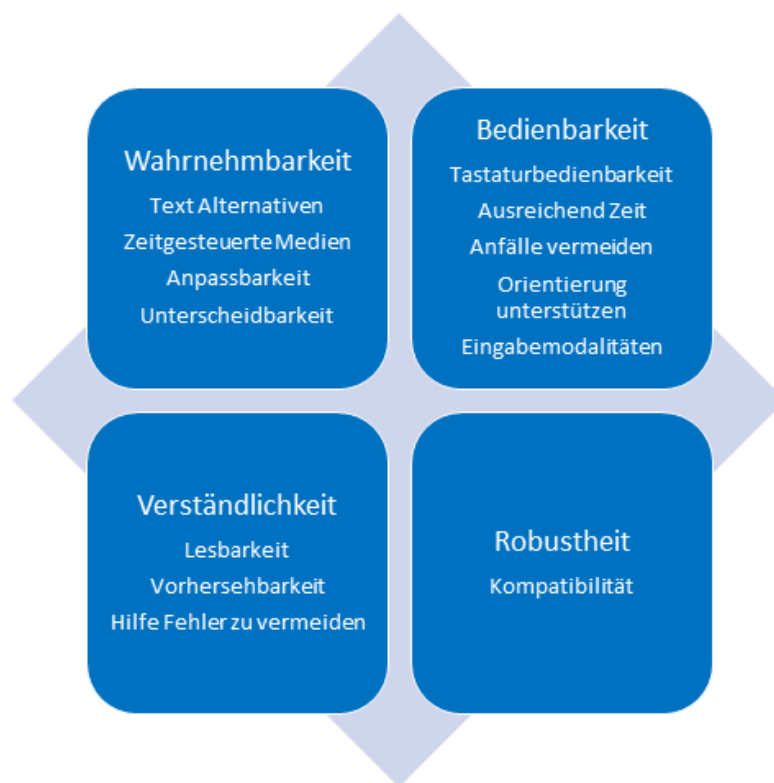 Wahrnehmbarkeit
Text Alternativen
Zeitgesteuerte Medien
Anpassbarkeit
Unterscheidbarkeit
Bedienbarkeit
Tastaturbedienbarkeit
Ausreichend Zeit
Anfälle vermeiden
Orientierung
unterstützen
Eingabemodalitäten
Verständlichkeit
Lesbarkeit
Vorhersehbarkeit
Hilfe Fehler zu vermeiden
Robustheit
Kompatibilität